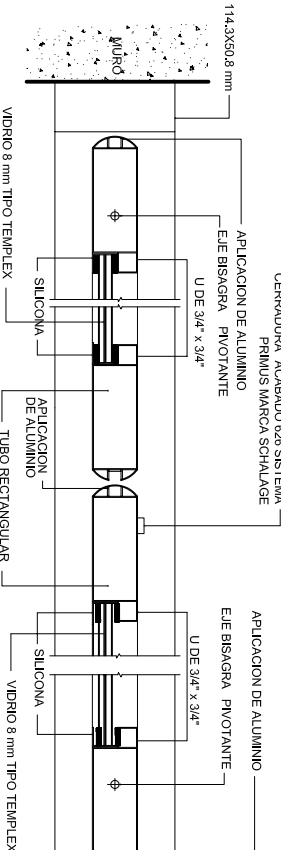 114.3X50.8 mm
MURO
APLICACION DE ALUMINIO
EJE BISAGRA PIVOTANTE
U DE 3/4" x 3/4"
CERRADURA ACABADO 626 SISTEMA
PRIMUS MARCA SCHALAGE
VIDRIO 8 mm TIPO TEMPLEX
SILICONA
APLICACION
DE ALUMINIO
TUBO RECTANGULAR
APLICACION DE ALUMINIO
EJE BISAGRA PIVOTANTE
U DE 3/4" x 3/4"
SILICONA
VIDRIO 8 mm TIPO TEMPLEX